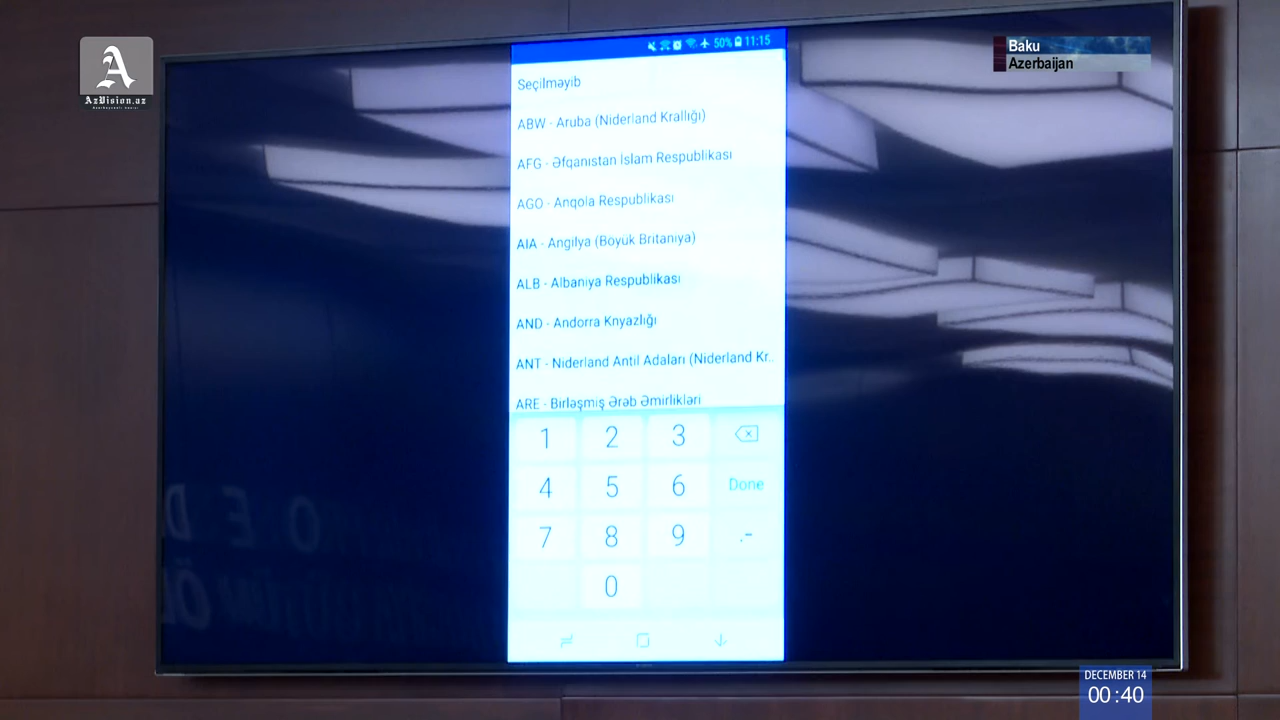 A
AzVision.az
Baku
Azerbaijan
50% 11:15
Seçilməyib
ABW - Aruba (Niderland Krallığı)
AFG - Əfqanıstan İslam Respublikası
AGO - Anqola Respublikası
AIA - Angilya (Böyük Britaniya)
ALB - Albaniya Respublikası
AND - Andorra Knyazlığı
ANT - Niderland Antil Adaları (Niderland Kr...
ARE - Birləşmiş Ərəb Əmirlikləri
1 2 3
4 5 6 Done
7 8 9 .-
0
DECEMBER 14
00:40